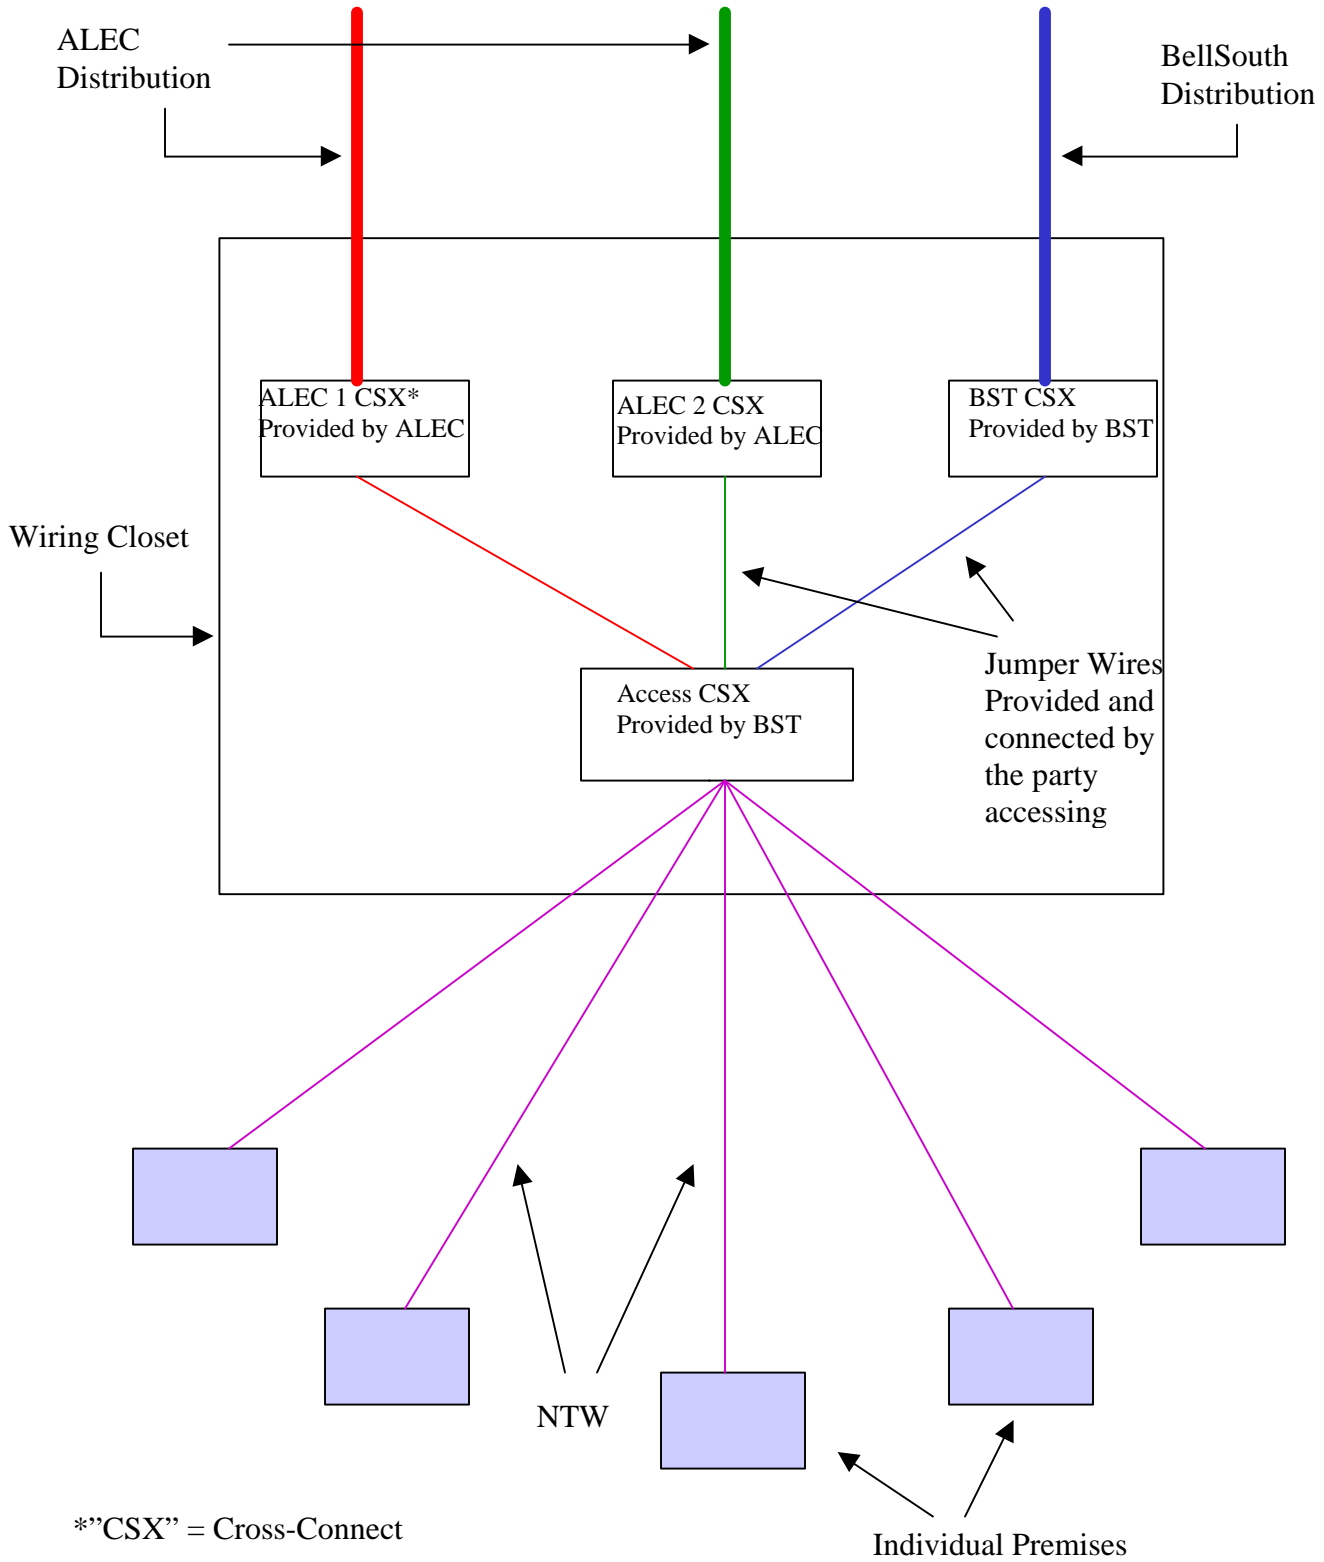 ALEC
Distribution
BellSouth
Distribution
ALEC 1 CSX*
Provided by ALEC
ALEC 2 CSX
Provided by ALEC
BST CSX
Provided by BST
Wiring Closet
Jumper Wires
Provided and
connected by
the party
accessing
Access CSX
Provided by BST
NTW
*”CSX” = Cross-Connect
Individual Premises